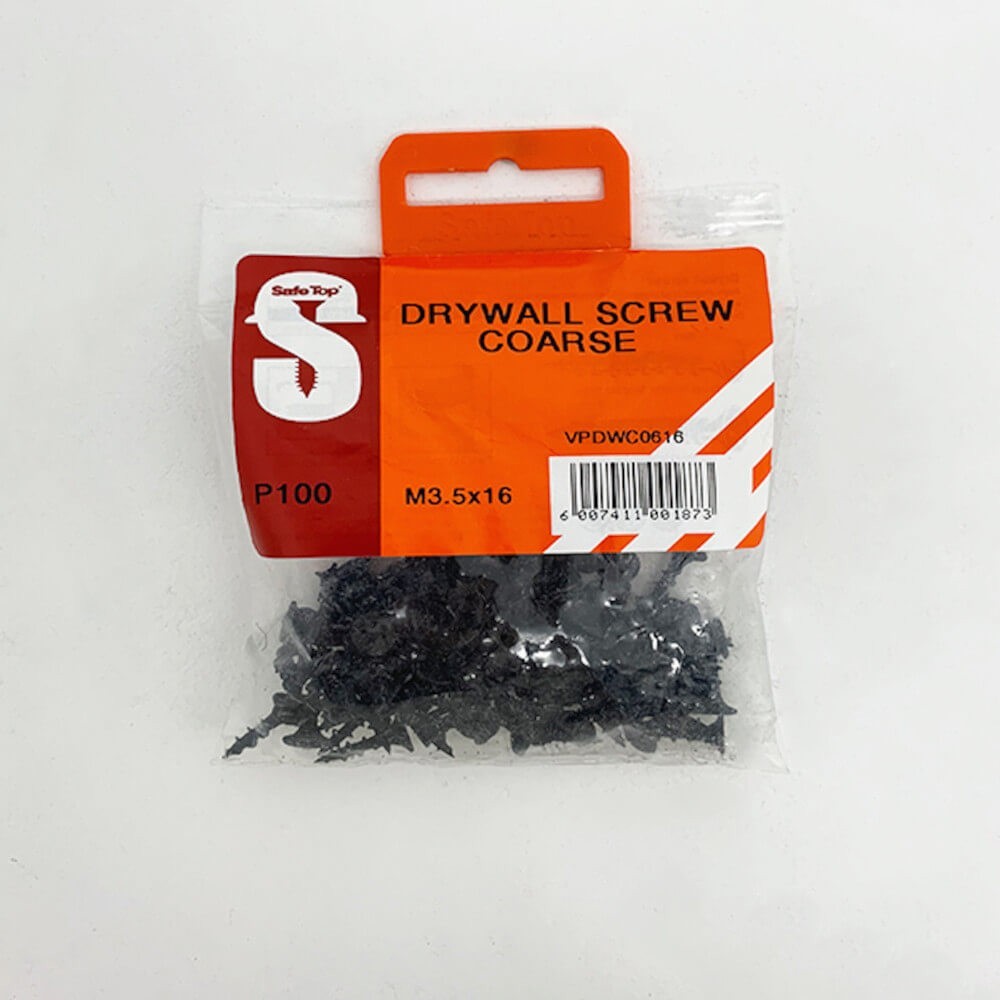 Safe Top
DRYWALL SCREW
COARSE
VPDWC0616
P100
M3.5x16
6 007411 001873